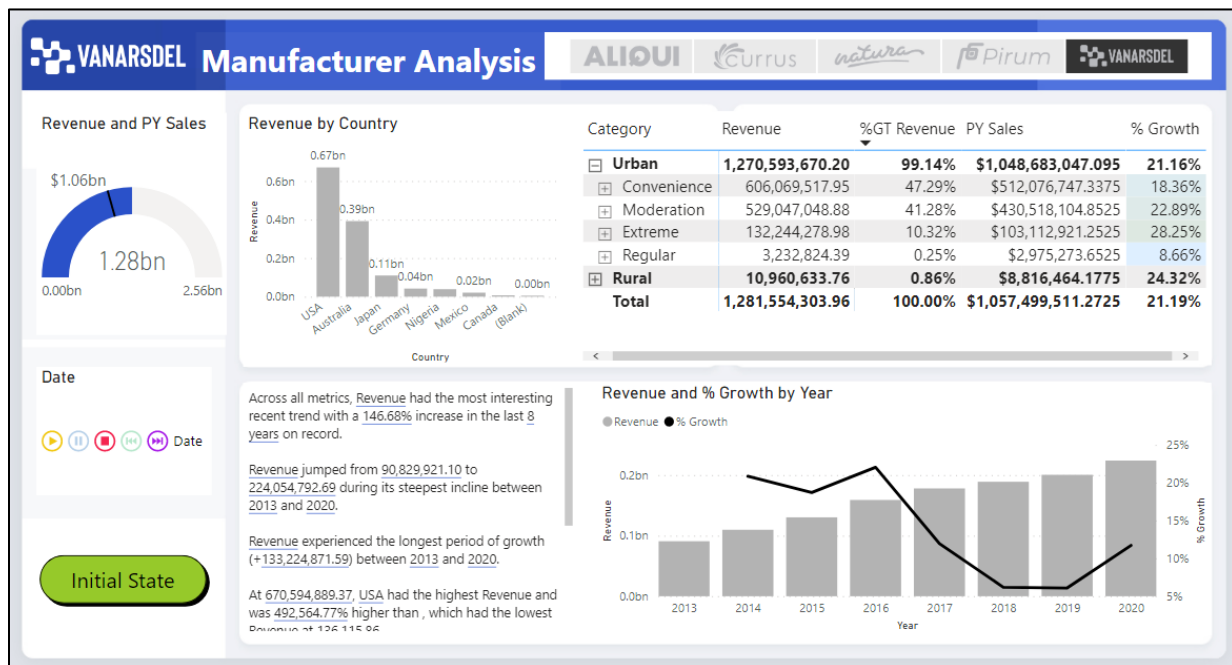 VANARSDEL Manufacturer Analysis
ALIQUI Currus natura Pirum VANARSDEL
Revenue and PY Sales
$1.06bn
1.28bn
0.00bn 2.56bn
Date
Date
Initial State
Revenue by Country
Revenue
0.6bn
0.4bn
0.2bn
0.0bn
0.67bn
0.39bn
0.11bn
0.04bn
0.02bn
0.00bn
USA
Australia
Japan
Germany
Nigeria
Mexico
Canada
(Blank)
Country
Category Revenue %GT Revenue PY Sales % Growth
Urban 1,270,593,670.20 99.14% $1,048,683,047.095 21.16%
Convenience 606,069,517.95 47.29% $512,076,747.3375 18.36%
Moderation 529,047,048.88 41.28% $430,518,104.8525 22.89%
Extreme 132,244,278.98 10.32% $103,112,921.2525 28.25%
Regular 3,232,824.39 0.25% $2,975,273.6525 8.66%
Rural 10,960,633.76 0.86% $8,816,464.1775 24.32%
Total 1,281,554,303.96 100.00% $1,057,499,511.2725 21.19%
Across all metrics, Revenue had the most interesting
recent trend with a 146.68% increase in the last 8
years on record.
Revenue jumped from 90,829,921.10 to
224,054,792.69 during its steepest incline between
2013 and 2020.
Revenue experienced the longest period of growth
(+133,224,871.59) between 2013 and 2020.
At 670,594,889.37, USA had the highest Revenue and
was 492,564.77% higher than , which had the lowest
Revenue at 136,115.86.
Revenue and % Growth by Year
Revenue % Growth
Revenue
0.2bn
0.1bn
0.0bn
25%
20%
15%
10%
5%
% Growth
2013 2014 2015 2016 2017 2018 2019 2020
Year